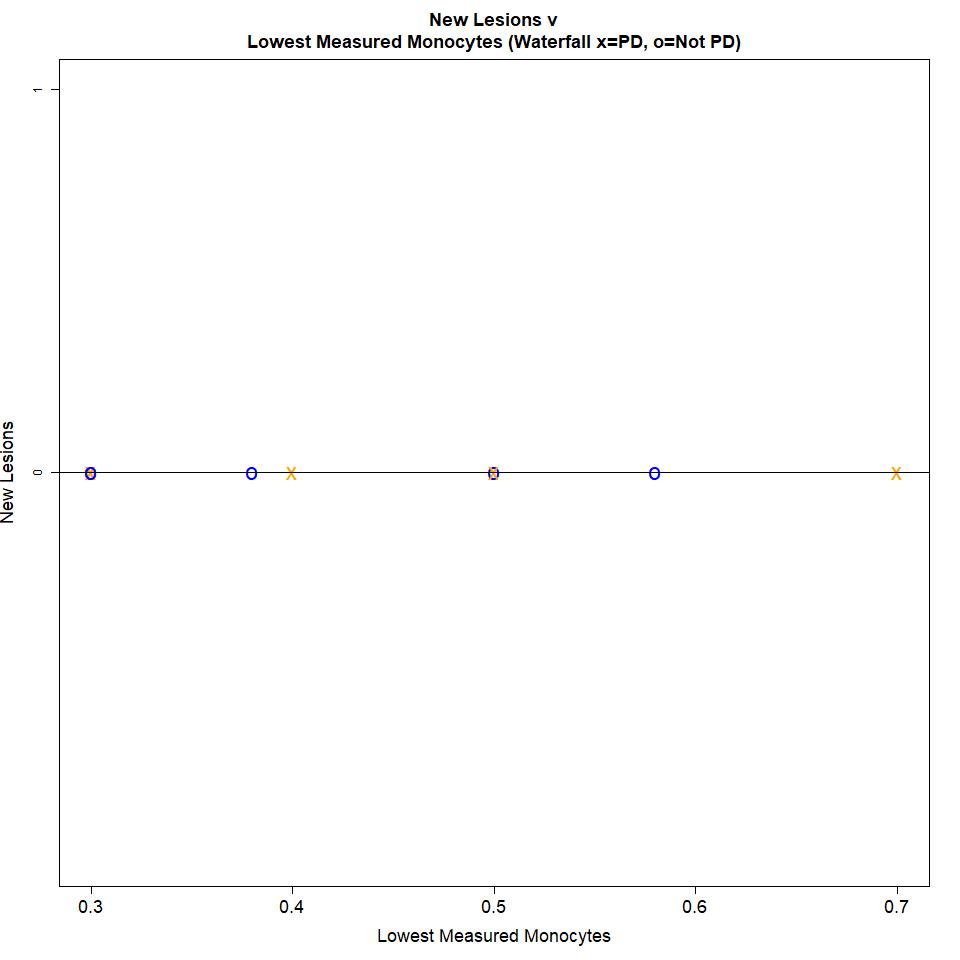 New Lesions v
Lowest Measured Monocytes (Waterfall x=PD, o=Not PD)
1
0
New Lesions
x o o x x o o x
0.3 0.4 0.5 0.6 0.7
Lowest Measured Monocytes